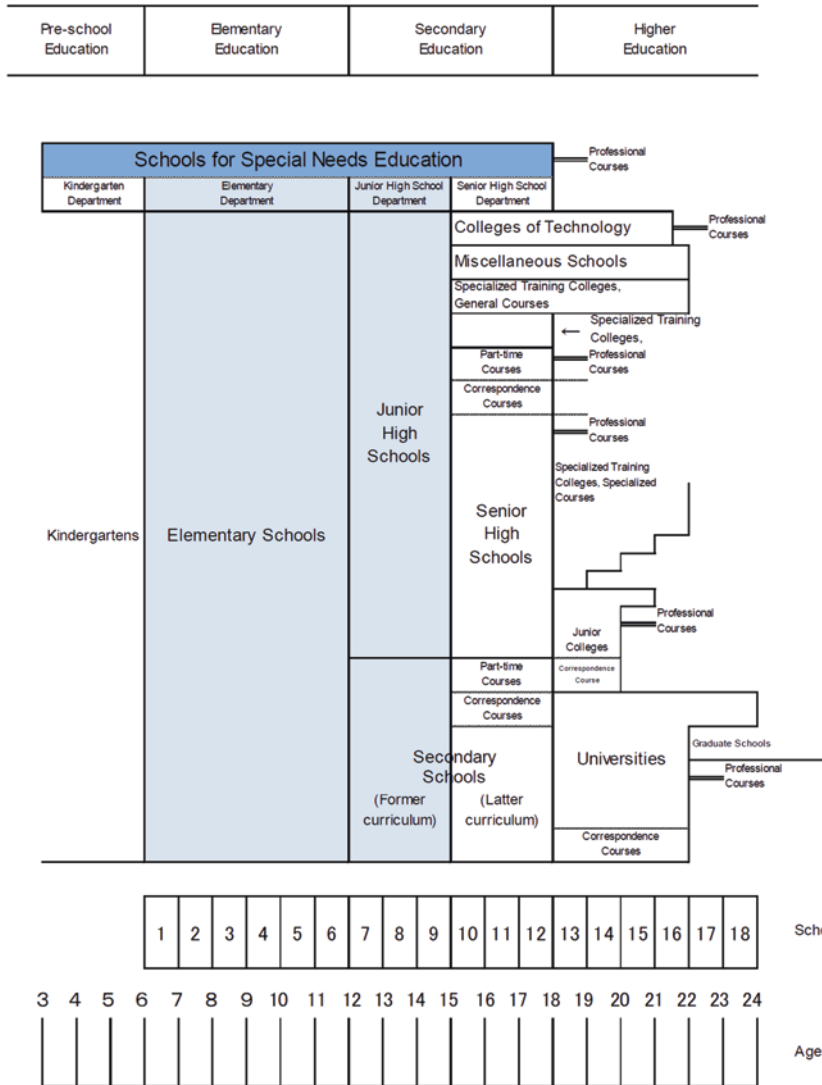 Pre-school
Education
Elementary
Education
Secondary
Education
Higher
Education
Schools for Special Needs Education
Professional
Courses
Kindergarten
Department
Elementary
Department
Junior High School
Department
Senior High School
Department
Colleges of Technology
Professional
Courses
Miscellaneous Schools
Specialized Training Colleges,
General Courses
← Specialized Training
Colleges,
Part-time
Courses
Professional
Courses
Correspondence
Courses
Junior
High
Schools
Professional
Courses
Specialized Training
Colleges, Specialized
Courses
Kindergartens
Elementary Schools
Senior
High
Schools
Junior
Colleges
Professional
Courses
Part-time
Courses
Correspondence
Course
Correspondence
Courses
Secondary
Schools
(Former
curriculum)
(Latter
curriculum)
Universities
Graduate Schools
Professional
Courses
Correspondence
Courses
1 2 3 4 5 6 7 8 9 10 11 12 13 14 15 16 17 18
Scho
3 4 5 6 7 8 9 10 11 12 13 14 15 16 17 18 19 20 21 22 23 24
Age